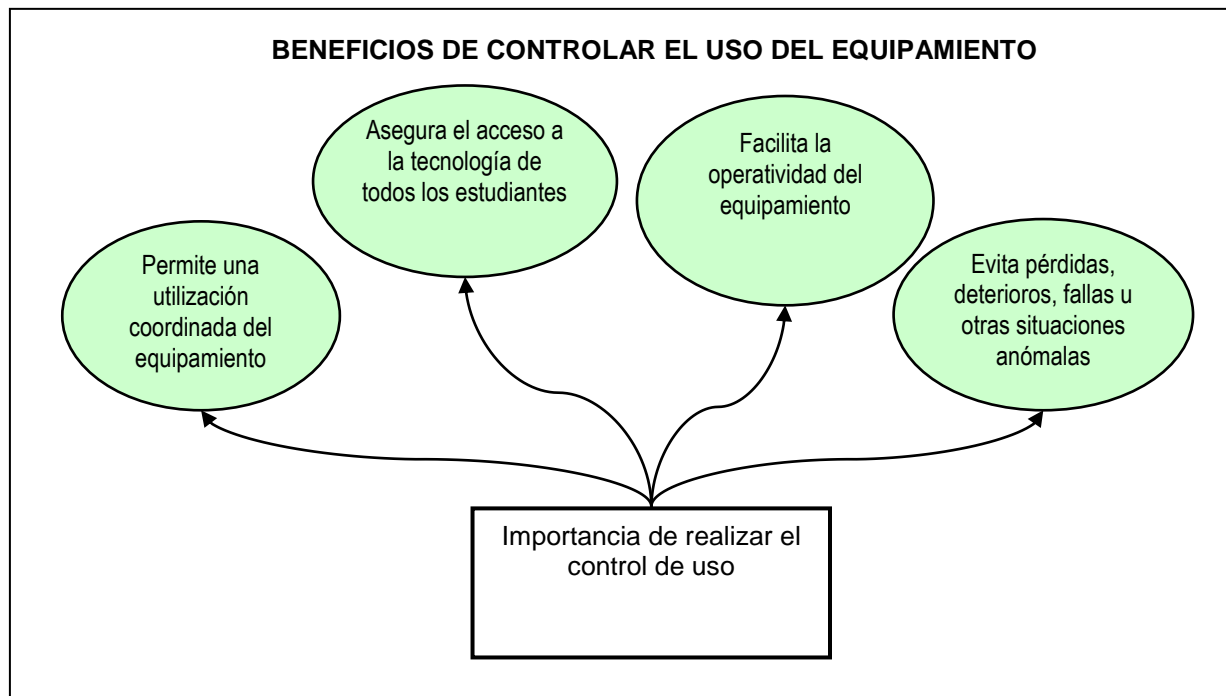 BENEFICIOS DE CONTROLAR EL USO DEL EQUIPAMIENTO
Asegura el acceso a
la tecnología de
todos los estudiantes
Facilita la
operatividad del
equipamiento
Permite una
utilización
coordinada del
equipamiento
Evita pérdidas,
deterioros, fallas u
otras situaciones
anómalas
Importancia de realizar el
control de uso